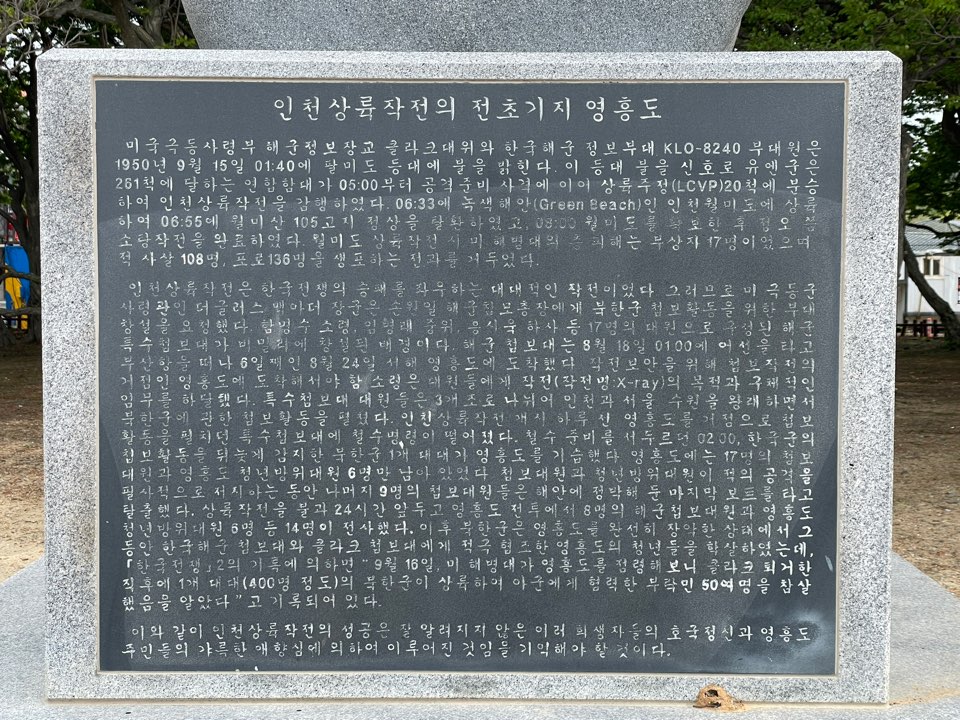 인천상륙작전의 전초기지 영흥도
미국극동사령부 해군정보장교 클라크대위와 한국해군 정보부대 KLO-8240 부대원은
1950년 9월 15일 01:40에 팔미도 등대에 불을 밝힌다. 이 등대 불을 신호로 유엔군은
261척에 달하는 연합함대가 05:00부터 공격준비 사격에 이어 상륙주정(LCVP)20척에 분승
하여 인천상륙작전을 감행하였다. 06:33에 녹색해안(Green Beach)인 인천월미도에 상륙
하여 06:55에 월미산 105고지 정상을 탈환하였고, 08:00 월미도를 확보한 후 정오
소탕작전을 완료하였다. 월미도 상륙작전 시 미 해병대의 총 피해는 부상자 17명이었으며
적 사살 108명, 포로136명을 생포하는 전과를 거두었다.
인천상륙작전은 한국전쟁의 승패를 좌우하는 대대적인 작전이었다. 그러므로 미 극동군
사령관인 더글러스 맥아더 장군은 손원일 해군참모총장에게 북한군 첩보활동을 위한 부대
창설을 요청했다. 함명수 소령, 임형래 중위, 홍시욱 하사 등 17명의 대원으로 구성된 해군
특수첩보대가 비밀리에 창설된 배경이다. 해군 첩보대는 8월 18일 01:00에 어선을 타고
부산항을 떠나 6일째인 8월 24일 서해 영흥도에 도착했다. 작전보안을 위해 첩보작전의
거점인 영흥도에 도착해서야 함 소령은 대원들에게 작전(작전명:X-ray)의 목적과 구체적인
임무를 하달했다. 특수첩보대 대원들은 3개 조로 나뉘어 인천과 서울, 수원을 왕래하면서
북한군에 관한 첩보활동을 펼쳤다. 인천상륙작전 개시 하루 전 영흥도를 거점으로 첩보
활동을 펼치던 특수첩보대에 철수명령이 떨어졌다. 철수 준비를 서두르던 02:00, 한국군의
첩보활동을 뒤늦게 감지한 북한군 1개 대대가 영흥도를 기습했다. 영흥도에는 17명의 첩보
대원과 영흥도 청년방위대원 6명만 남아 있었다. 첩보대원과 청년방위대원이 적의 공격을
필사적으로 저지하는 동안 나머지 9명의 첩보대원들은 해안에 정박해 둔 마지막 보트를 타고
탈출했다. 상륙작전을 불과 24시간 앞두고 영흥도 전투에서 8명의 해군 첩보대원과 영흥도
청년방위대원 6명 등 14명이 전사했다. 이후 북한군은 영흥도를 완전히 장악한 상태에서 그
동안 한국해군 첩보대와 클라크 첩보대에게 적극 협조한 영흥도의 청년들을 학살하였는데,
「한국전쟁」2의 기록에 의하면 "9월 16일, 미 해병대가 영흥도를 점령해 보니 클라크 퇴거한
직후에 1개 대대(400명 정도)의 북한군이 상륙하여 아군에게 협력한 부락민 50여명을 참살
했음을 알았다"고 기록되어 있다.
이와 같이 인천상륙작전의 성공은 잘 알려지지 않은 이러 희생자들의 호국정신과 영흥도
주민들의 갸륵한 애향심에 의하여 이루어진 것임을 기억해야 할 것이다.